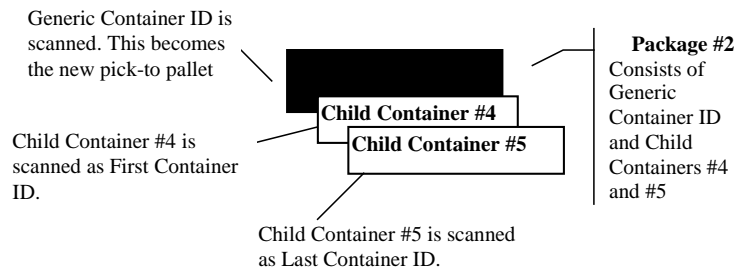 Generic Container ID is
scanned. This becomes
the new pick-to pallet
Child Container #4 is
scanned as First Container
ID.
Child Container #4
Child Container #5
Child Container #5 is scanned
as Last Container ID.
Package #2
Consists of
Generic
Container ID
and Child
Containers #4
and #5